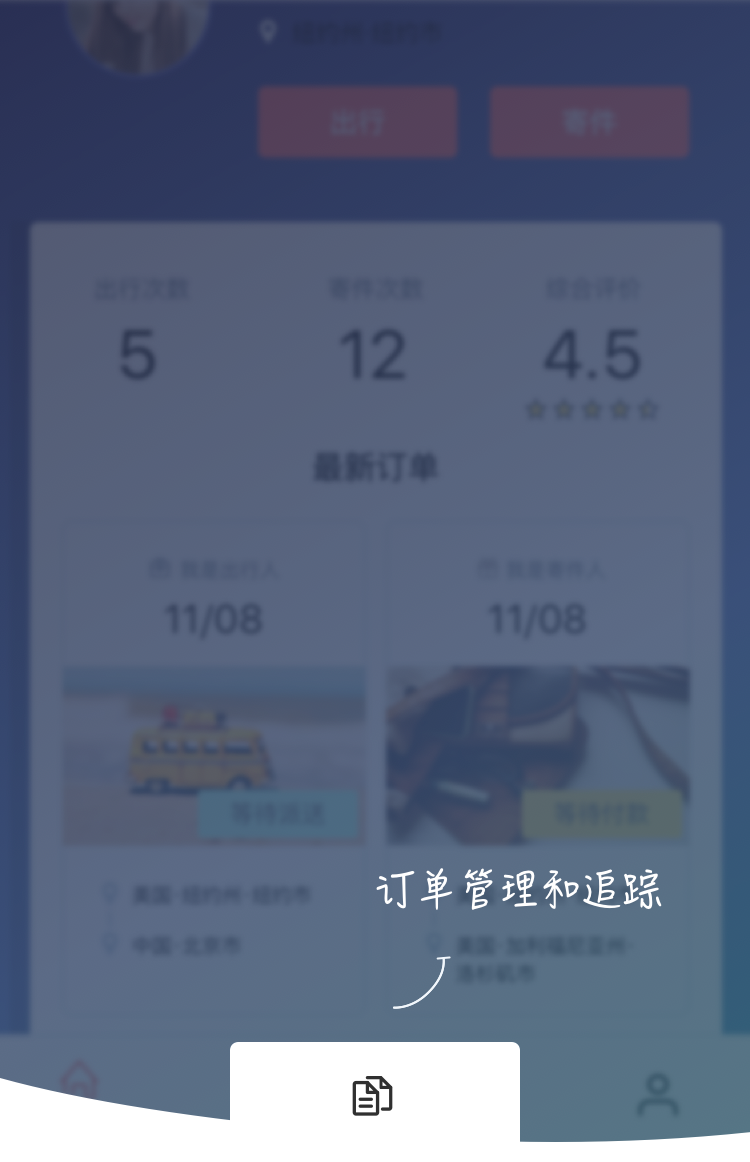 纽约州·纽约市
出行 寄件
出行次数 寄件次数 综合评价
5 12 4.5
最新订单
我是出行人 我是寄件人
11/08 11/08
等待派送 等待付款
订单管理和追踪
美国·纽约州·纽约市
中国·北京市 美国·加利福尼亚州·
洛杉矶市